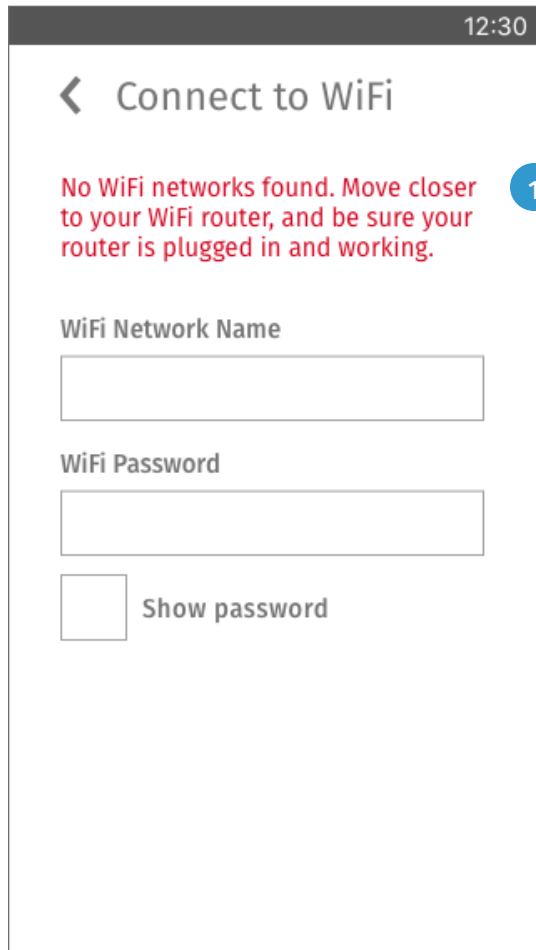 12:30
Connect to WiFi
No WiFi networks found. Move closer
to your WiFi router, and be sure your
router is plugged in and working.
1
WiFi Network Name
WiFi Password
Show password